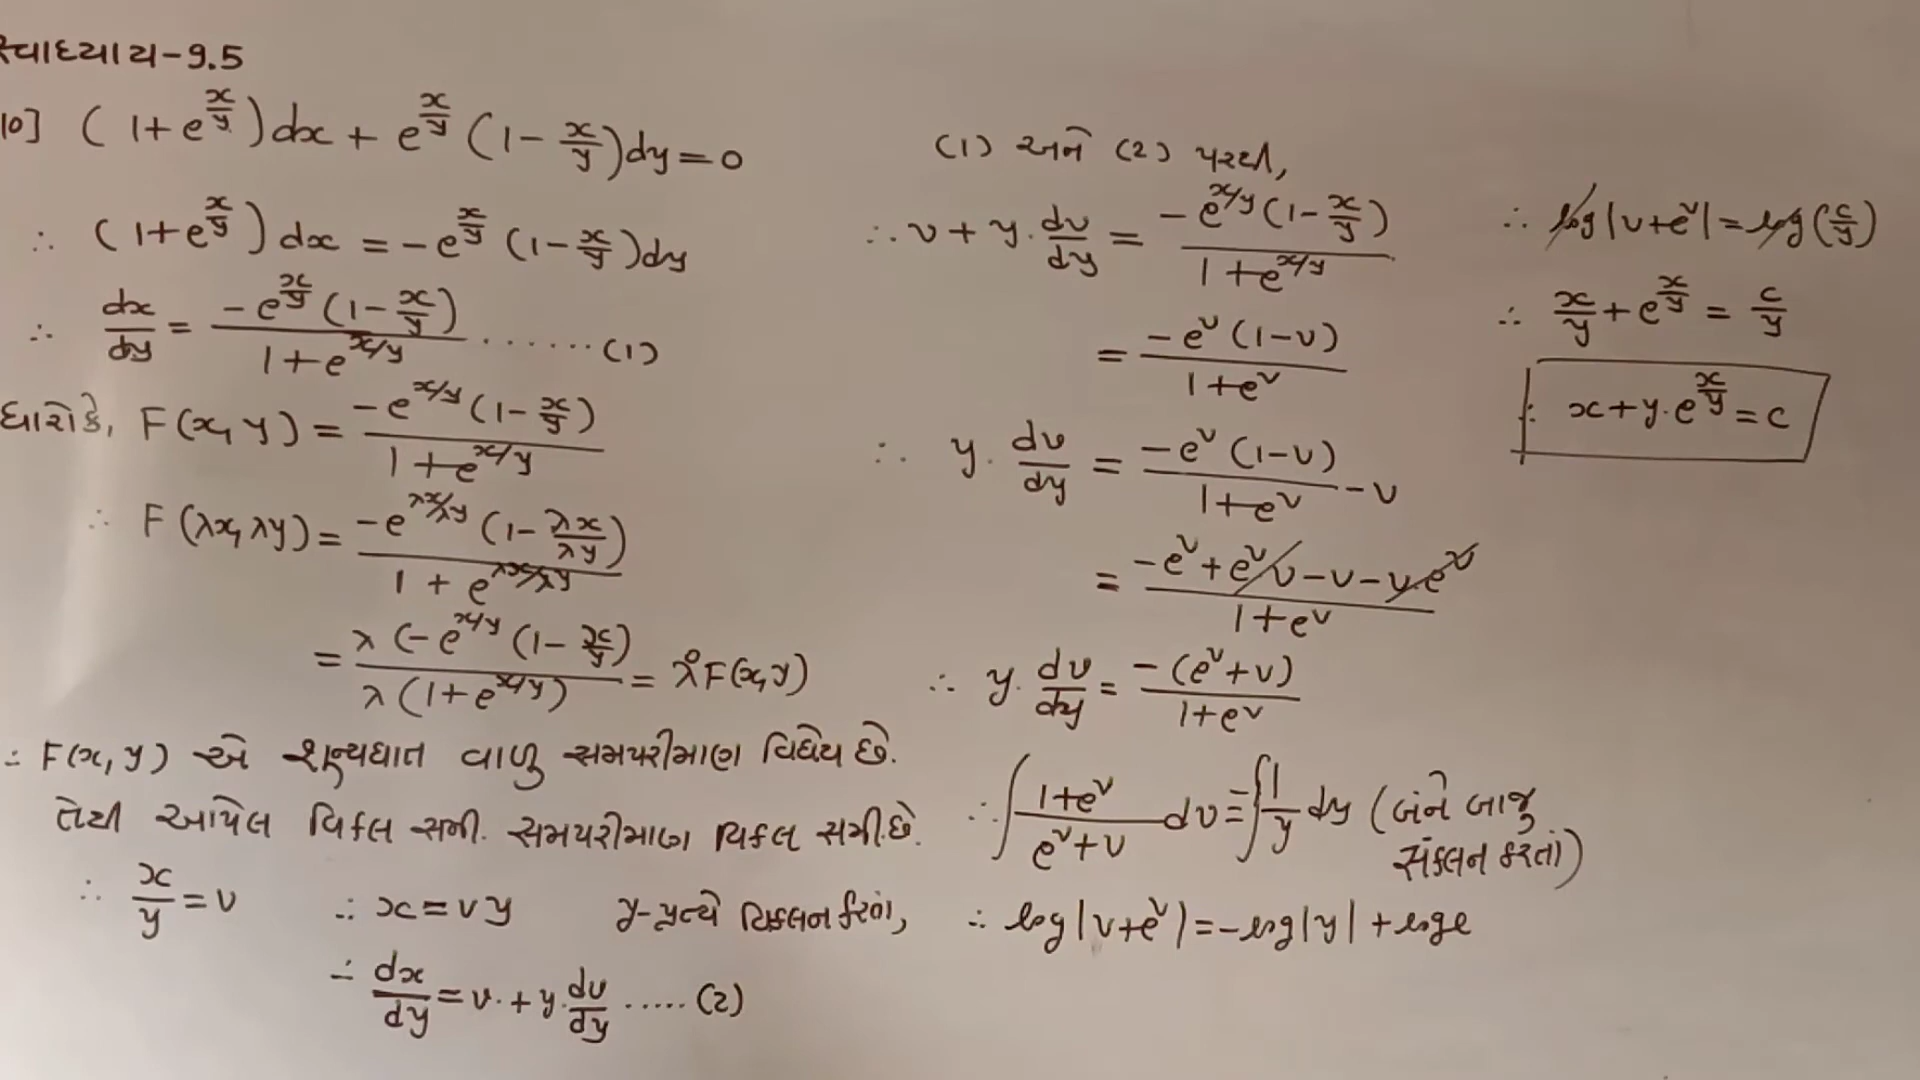 સ્વાધ્યાય-9.5
10] (1+e^(x/y))dx + e^(x/y) (1-x/y)dy=0
∴ (1+e^(x/y))dx = -e^(x/y) (1-x/y)dy
∴ dx/dy = -e^(x/y) (1-x/y) / 1+e^(x/y) ......(1)
ધારોકે, F(x,y) = -e^(x/y) (1-x/y) / 1+e^(x/y)
∴ F(λx,λy) = -e^(λx/λy) (1-λx/λy) / 1+e^(λx/λy)
= λ(-e^(x/y) (1-x/y) / λ(1+e^(x/y)) = λ⁰F(x,y)
∴ F(x,y) એ શૂન્યઘાત વાળુ સમપરીમાણ વિધેય છે.
તેથી આપેલ વિકલ સમી. સમપરીમાણ વિકલ સમી.છે.
∴ x/y = v ∴ x=vy y-પ્રત્યે વિકલન કરતા,
∴ dx/dy = v.+y.dv/dy .....(2)
(1) અને (2) પરથી,
∴ v+y.dv/dy = -e^(x/y) (1-x/y) / 1+e^(x/y)
= -e^v (1-v) / 1+e^v
∴ y.dv/dy = -e^v (1-v) / 1+e^v -v
= -e^v+e^v v-v-v.e^v / 1+e^v
∴ y.dv/dy = -(e^v+v) / 1+e^v
∴ ∫ 1+e^v / e^v+v dv = ∫ 1/y dy (બંને બાજુ
સંકલન કરતાં)
∴ log|v+e^v| = -log|y| + logc
∴ log|v+e^v| = log(c/y)
∴ x/y + e^(x/y) = c/y
∴ x+y.e^(x/y) = c